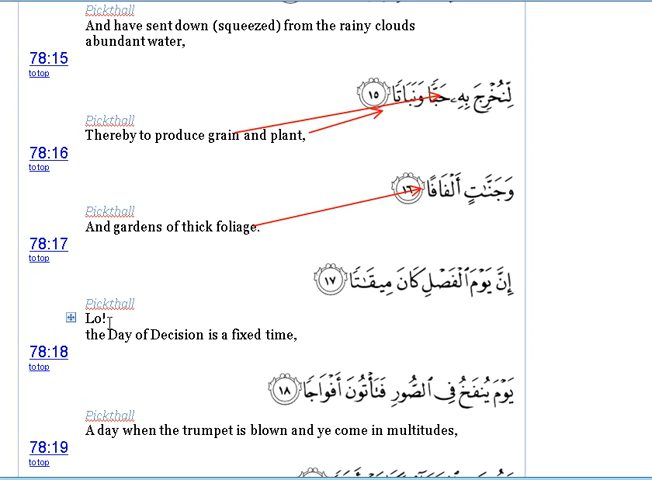 Pickthall
And have sent down (squeezed) from the rainy clouds
abundant water,
78:15
to top
لِّنُخْرِجَ بِهِۦ حَبًّا وَنَبَاتًا ١٥
Pickthall
Thereby to produce grain and plant,
78:16
to top
وَجَنَّٰتٍ أَلْفَافًا ١٦
Pickthall
And gardens of thick foliage.
78:17
to top
إِنَّ يَوْمَ ٱلْفَصْلِ كَانَ مِيقَٰتًا ١٧
Pickthall
Lo!
the Day of Decision is a fixed time,
78:18
to top
يَوْمَ يُنفَخُ فِى ٱلصُّورِ فَتَأْتُونَ أَفْوَاجًا ١٨
Pickthall
A day when the trumpet is blown and ye come in multitudes,
78:19
to top